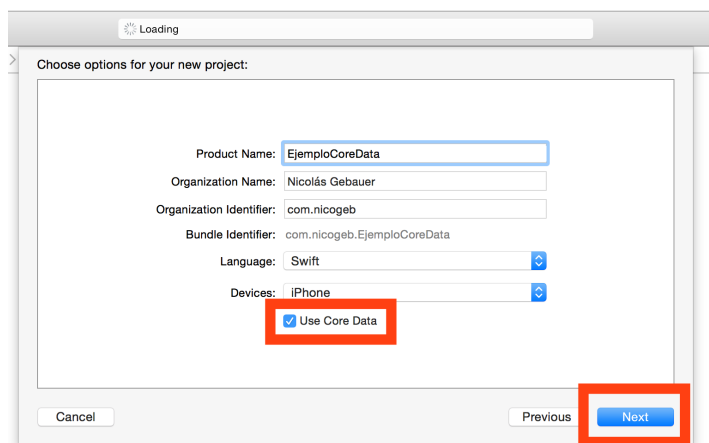 Loading
Choose options for your new project:
Product Name: EjemploCoreData
Organization Name: Nicolás Gebauer
Organization Identifier: com.nicogeb
Bundle Identifier: com.nicogeb.EjemploCoreData
Language: Swift
Devices: iPhone
Use Core Data
Cancel Previous Next